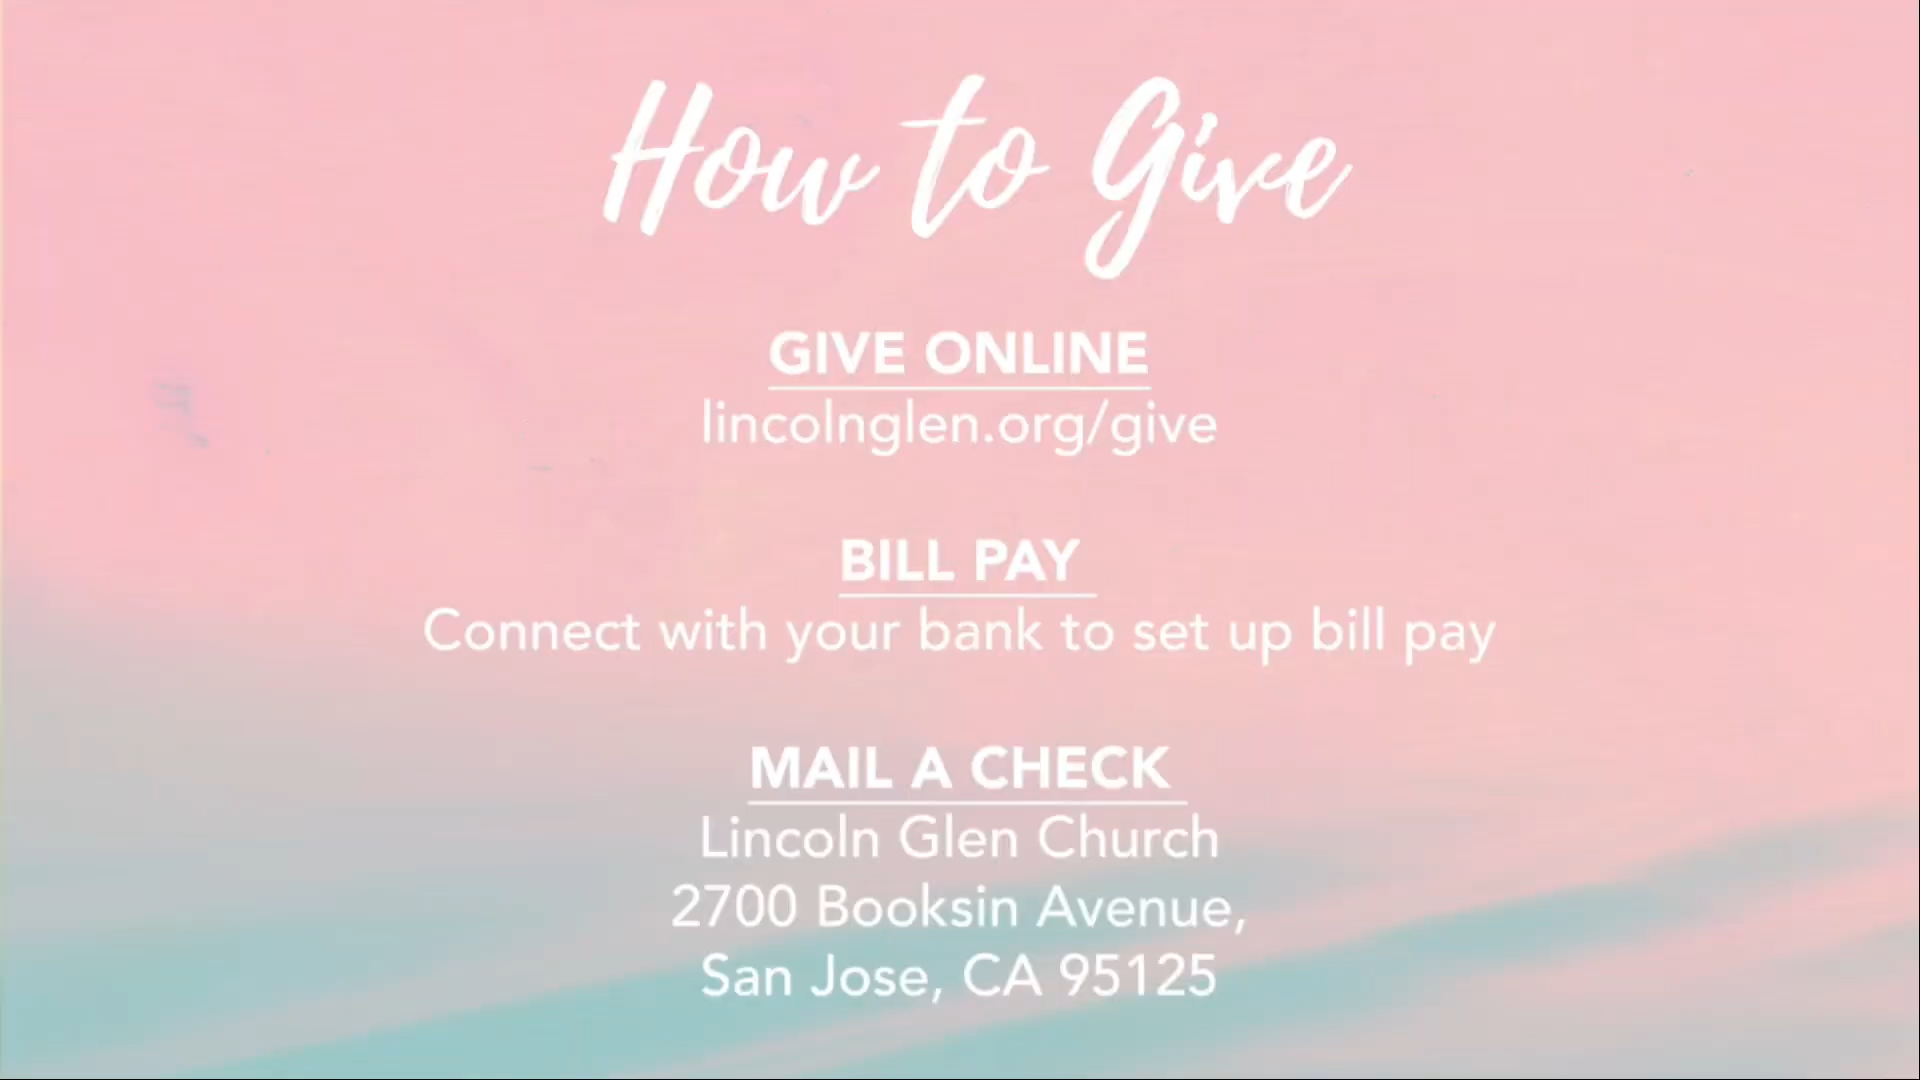 How to Give
GIVE ONLINE
lincolnglen.org/give
BILL PAY
Connect with your bank to set up bill pay
MAIL A CHECK
Lincoln Glen Church
2700 Booksin Avenue,
San Jose, CA 95125